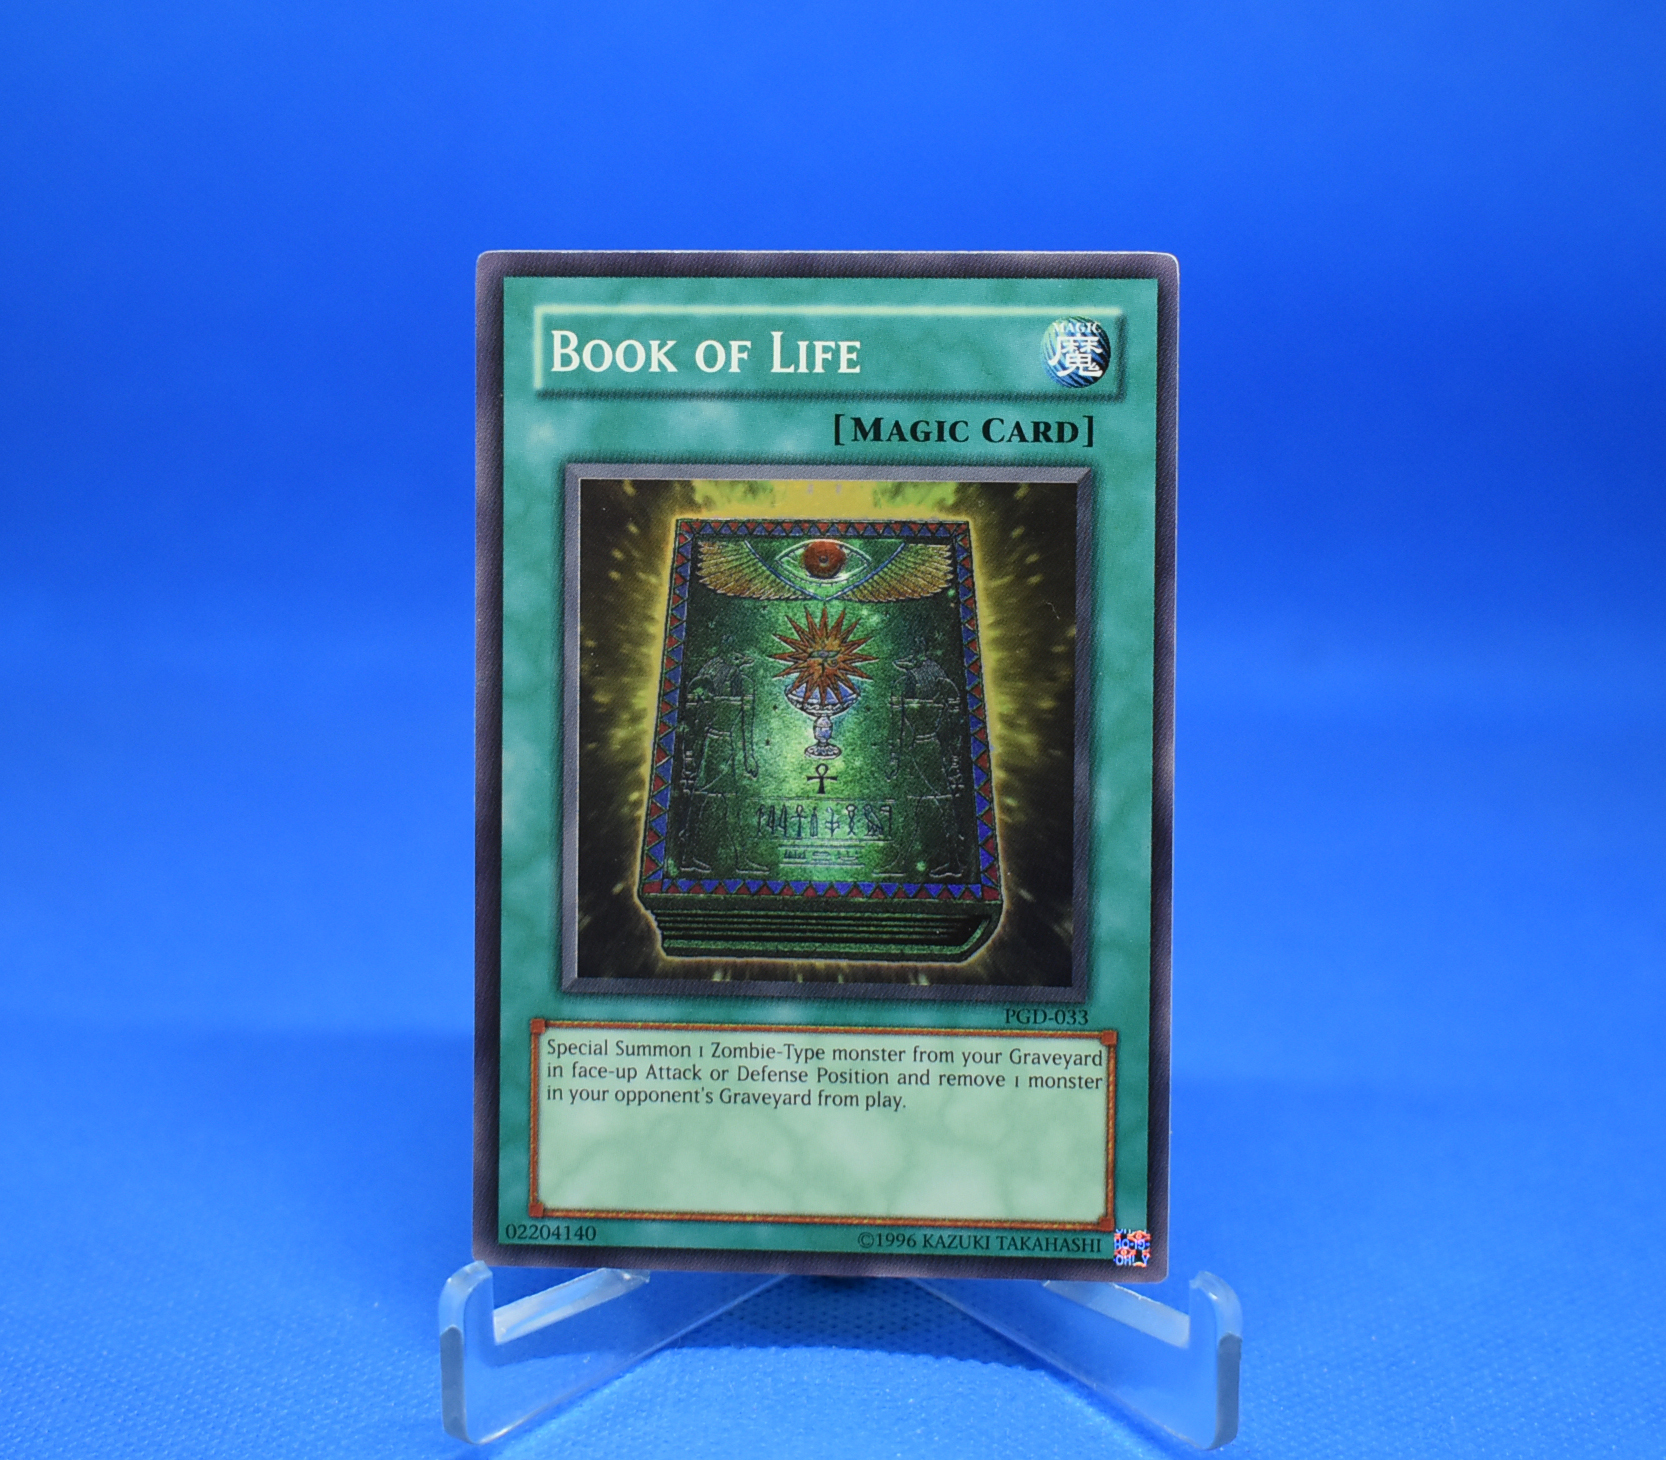 BOOK OF LIFE
MAGIC
魔
[MAGIC CARD]
PGD-033
Special Summon 1 Zombie-Type monster from your Graveyard
in face-up Attack or Defense Position and remove 1 monster
in your opponent's Graveyard from play.
02204140
©1996 KAZUKI TAKAHASHI